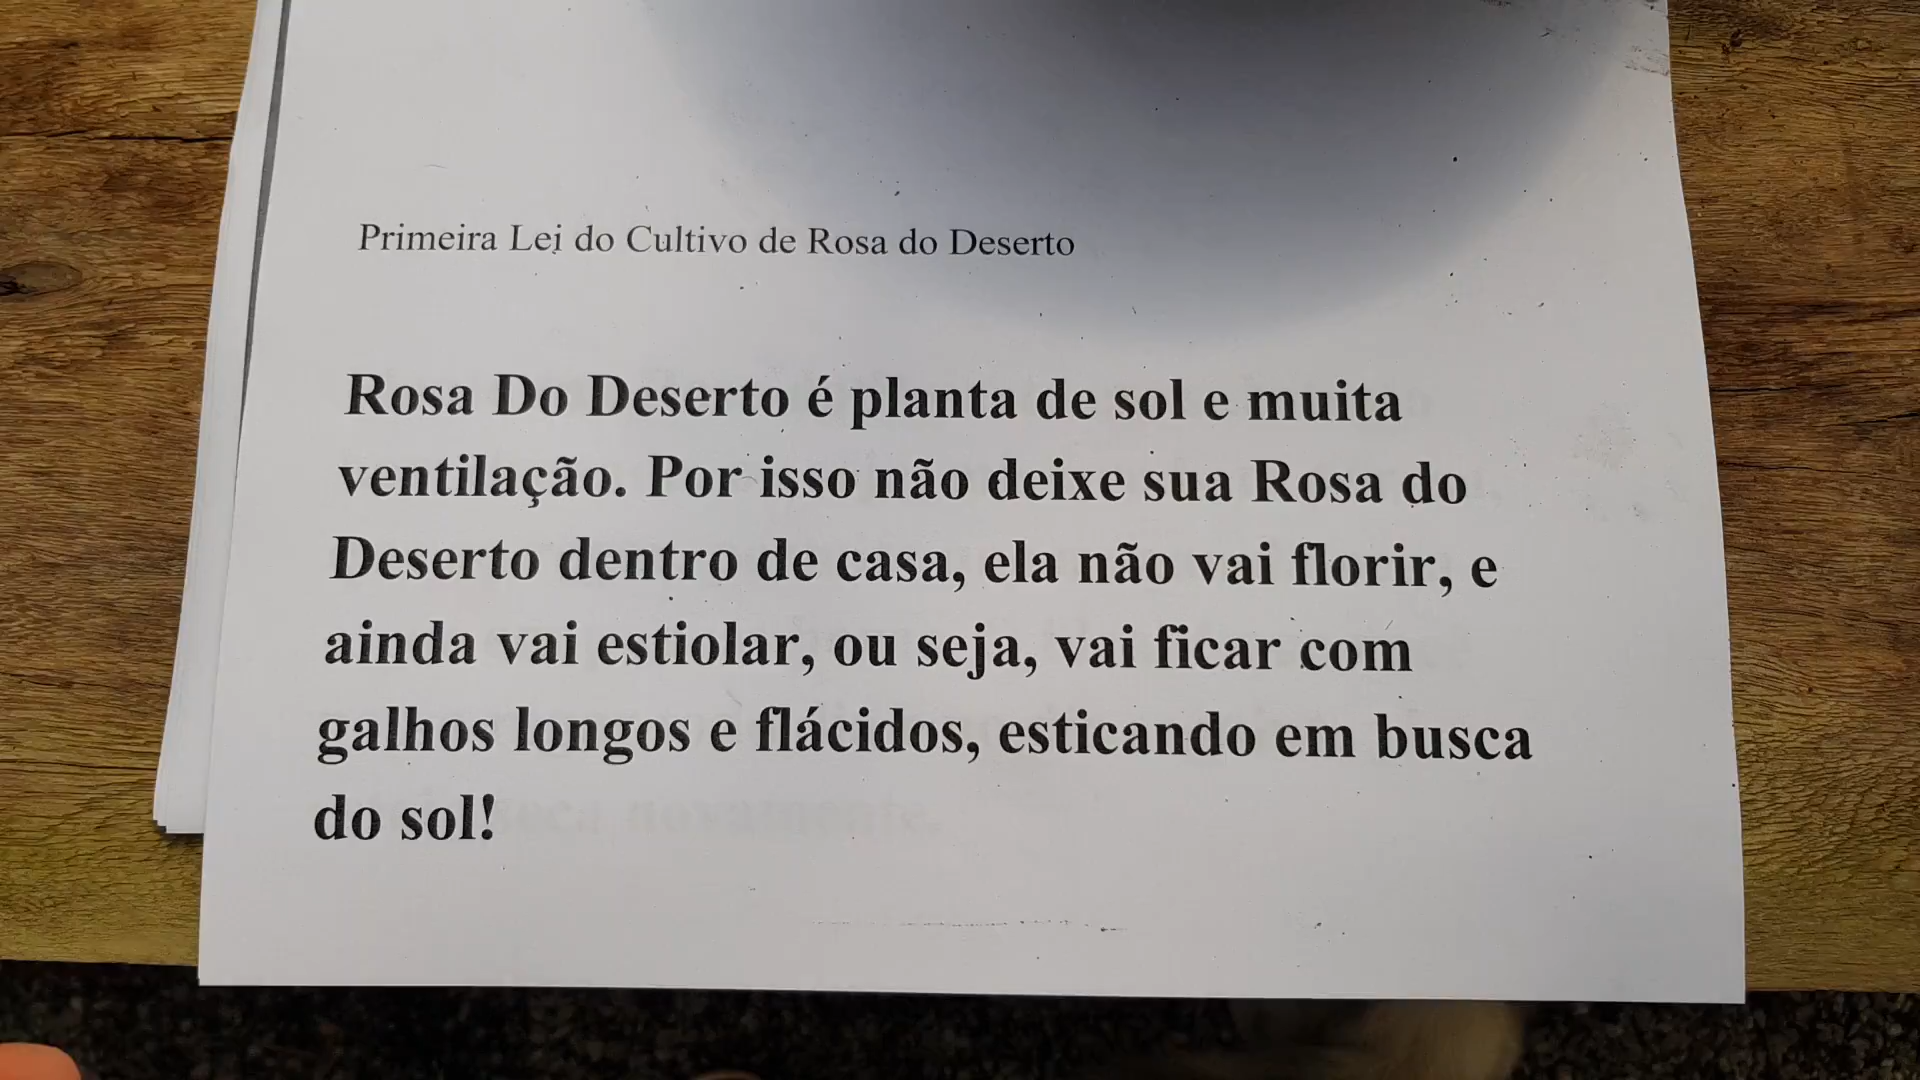 Primeira Lei do Cultivo de Rosa do Deserto
Rosa Do Deserto é planta de sol e muita
ventilação. Por isso não deixe sua Rosa do
Deserto dentro de casa, ela não vai florir, e
ainda vai estiolar, ou seja, vai ficar com
galhos longos e flácidos, esticando em busca
do sol!